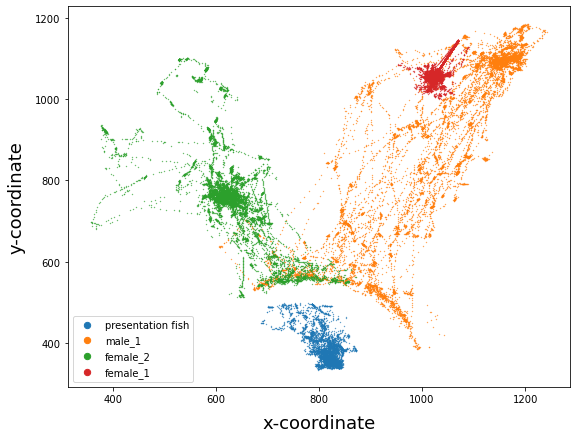 1200
1000
800
600
400
y-coordinate
presentation fish
male_1
female_2
female_1
400
600
800
1000
1200
x-coordinate